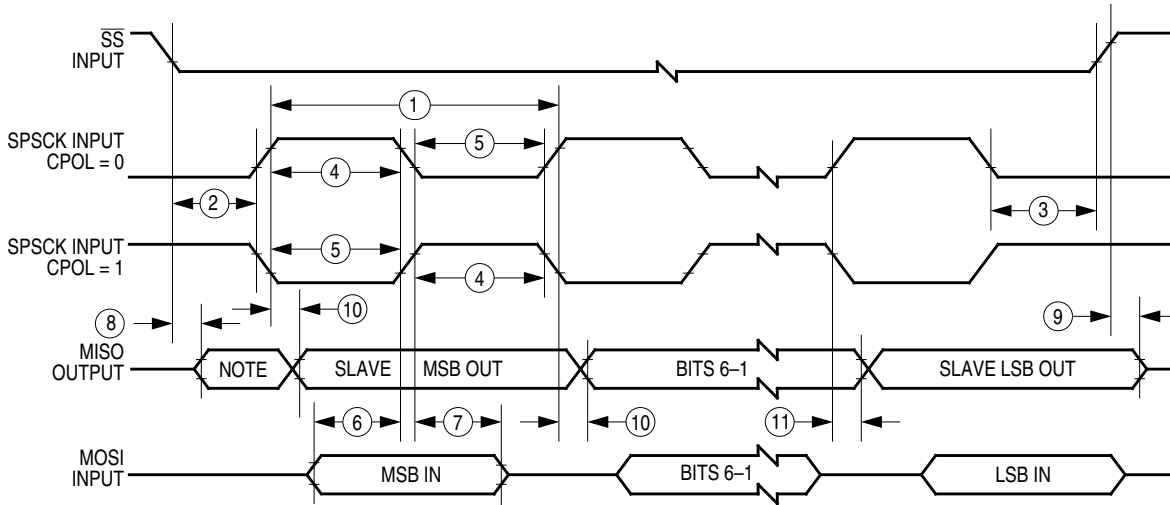 SS
INPUT
1
SPSCK INPUT
CPOL = 0
5
4
2
3
SPSCK INPUT
CPOL = 1
5
4
8
10
9
MISO
OUTPUT
NOTE
SLAVE MSB OUT
BITS 6–1
SLAVE LSB OUT
6
7
10
11
MOSI
INPUT
MSB IN
BITS 6–1
LSB IN